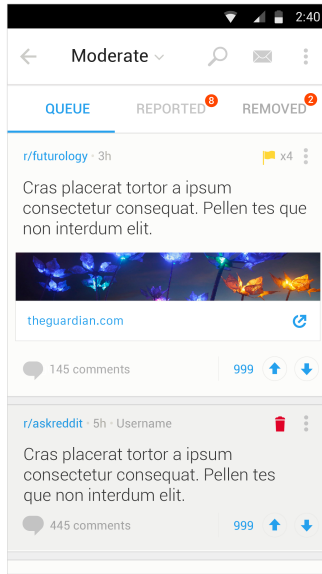 2:40
Moderate
QUEUE REPORTED 8 REMOVED 2
r/futurology · 3h x4
Cras placerat tortor a ipsum
consectetur consequat. Pellen tes que
non interdum elit.
theguardian.com
145 comments 999
r/askreddit · 5h · Username
Cras placerat tortor a ipsum
consectetur consequat. Pellen tes
que non interdum elit.
445 comments 999